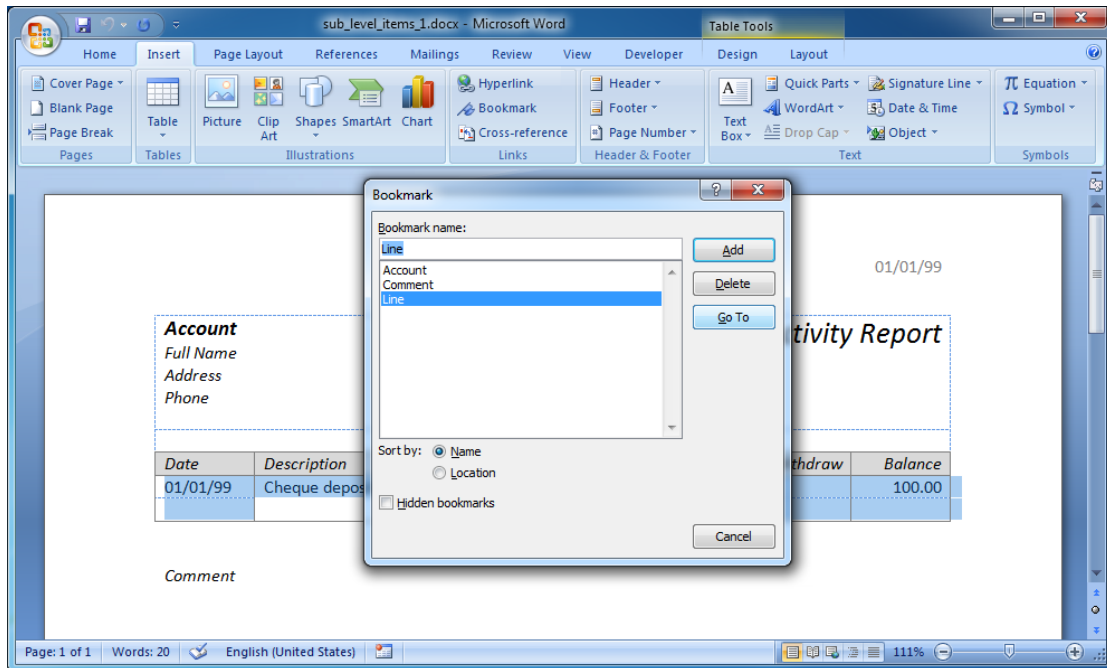 sub_level_items_1.docx - Microsoft Word
Table Tools
Home Insert Page Layout References Mailings Review View Developer Design Layout
Cover Page
Blank Page
Page Break
Pages
Table
Tables
Picture
Clip
Art
Shapes
SmartArt
Chart
Illustrations
Hyperlink
Bookmark
Cross-reference
Links
Header
Footer
Page Number
Header & Footer
A
Text
Box
Quick Parts
WordArt
Drop Cap
Signature Line
Date & Time
Object
Text
π Equation
Ω Symbol
Symbols
Bookmark
Bookmark name:
Line
Account
Comment
Line
Add
Delete
Go To
Sort by:
Name
Location
Hidden bookmarks
Cancel
01/01/99
Account
tivity Report
Full Name
Address
Phone
Date Description thdraw Balance
01/01/99 Cheque depos 100.00
Comment
Page: 1 of 1 Words: 20 English (United States) 111%